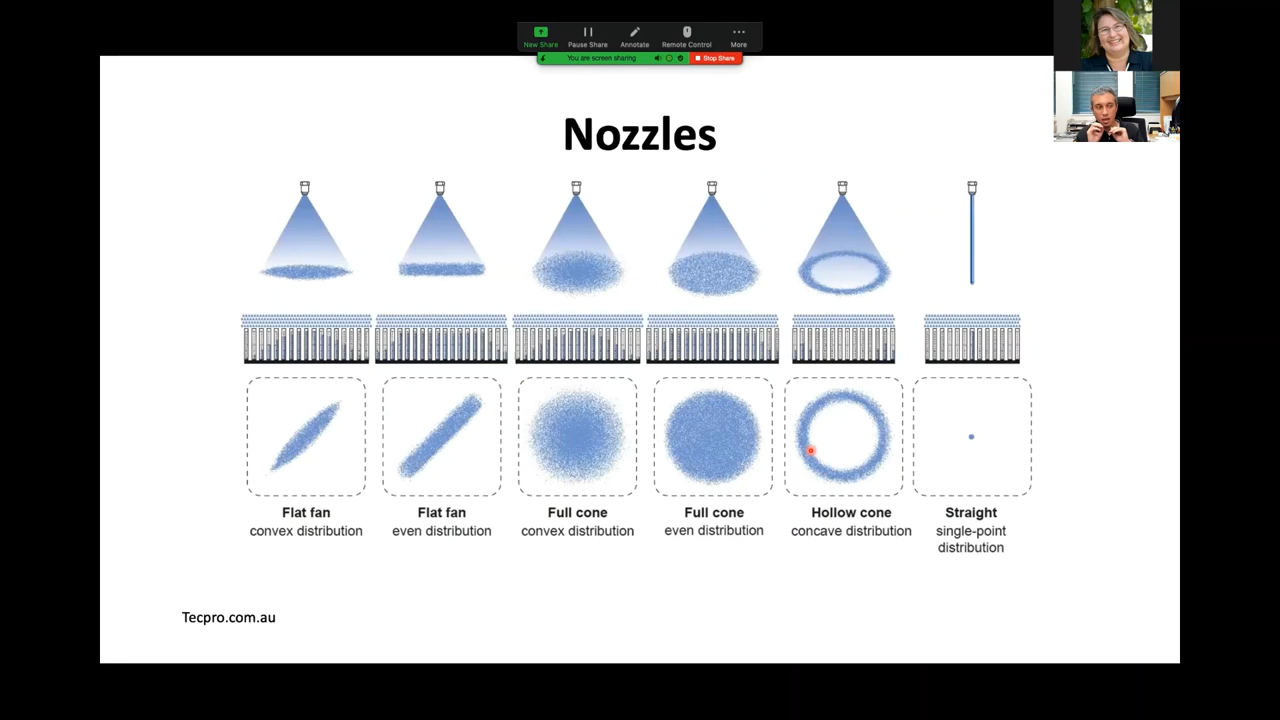 New Share
Pause Share
Annotate
Remote Control
More
You are screen sharing
Stop Share
Nozzles
Flat fan
convex distribution
Flat fan
even distribution
Full cone
convex distribution
Full cone
even distribution
Hollow cone
concave distribution
Straight
single-point
distribution
Tecpro.com.au